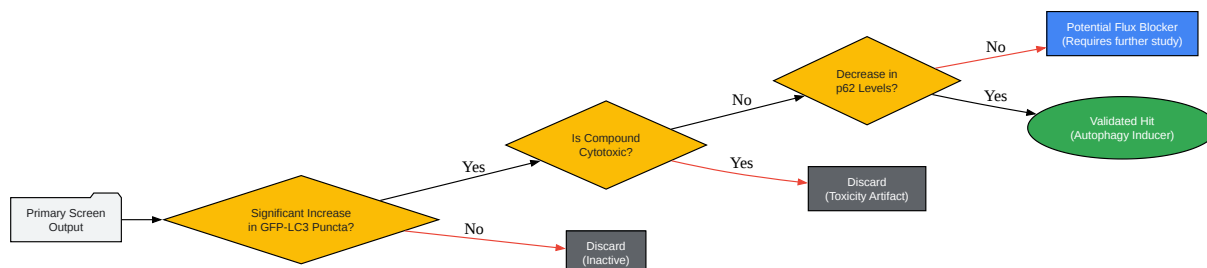 Primary Screen
Output
Significant Increase
in GFP-LC3 Puncta?
Yes
No
Discard
(Inactive)
Is Compound
Cytotoxic?
No
Yes
Discard
(Toxicity Artifact)
Decrease in
p62 Levels?
No
Yes
Potential Flux Blocker
(Requires further study)
Validated Hit
(Autophagy Inducer)